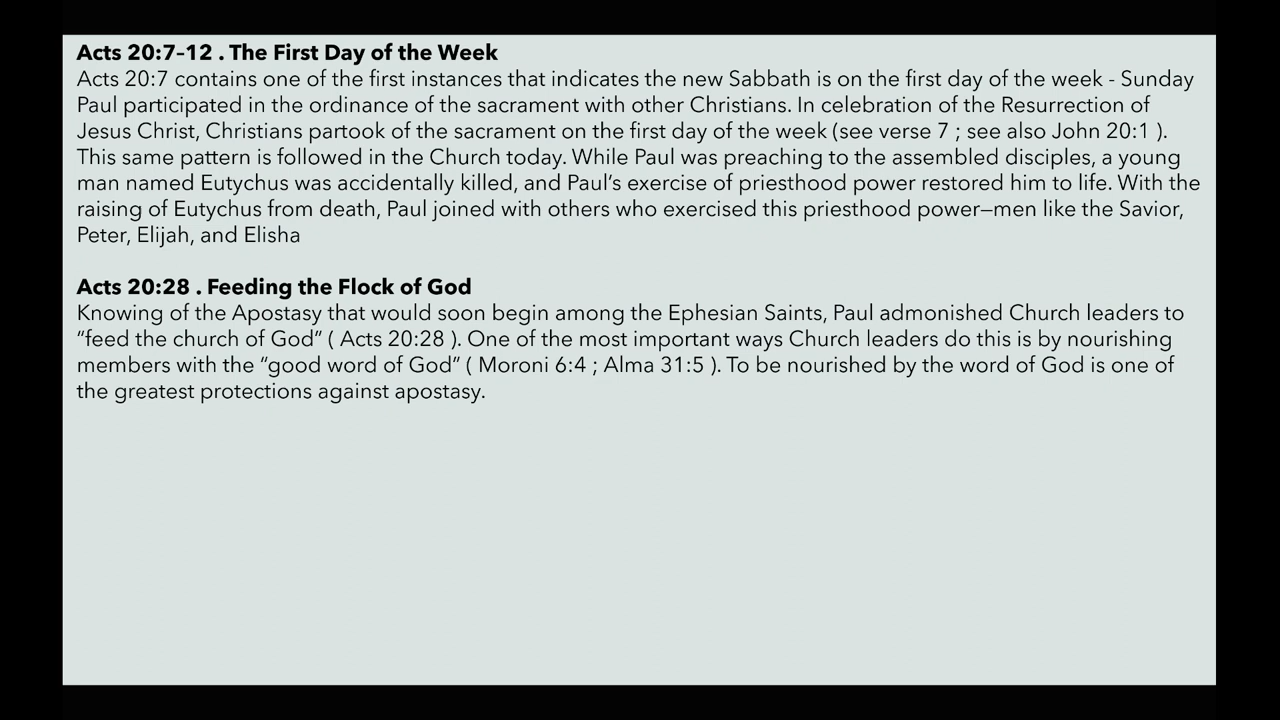 Acts 20:7–12 . The First Day of the Week
Acts 20:7 contains one of the first instances that indicates the new Sabbath is on the first day of the week - Sunday
Paul participated in the ordinance of the sacrament with other Christians. In celebration of the Resurrection of
Jesus Christ, Christians partook of the sacrament on the first day of the week (see verse 7 ; see also John 20:1 ).
This same pattern is followed in the Church today. While Paul was preaching to the assembled disciples, a young
man named Eutychus was accidentally killed, and Paul’s exercise of priesthood power restored him to life. With the
raising of Eutychus from death, Paul joined with others who exercised this priesthood power—men like the Savior,
Peter, Elijah, and Elisha
Acts 20:28 . Feeding the Flock of God
Knowing of the Apostasy that would soon begin among the Ephesian Saints, Paul admonished Church leaders to
“feed the church of God” ( Acts 20:28 ). One of the most important ways Church leaders do this is by nourishing
members with the “good word of God” ( Moroni 6:4 ; Alma 31:5 ). To be nourished by the word of God is one of
the greatest protections against apostasy.